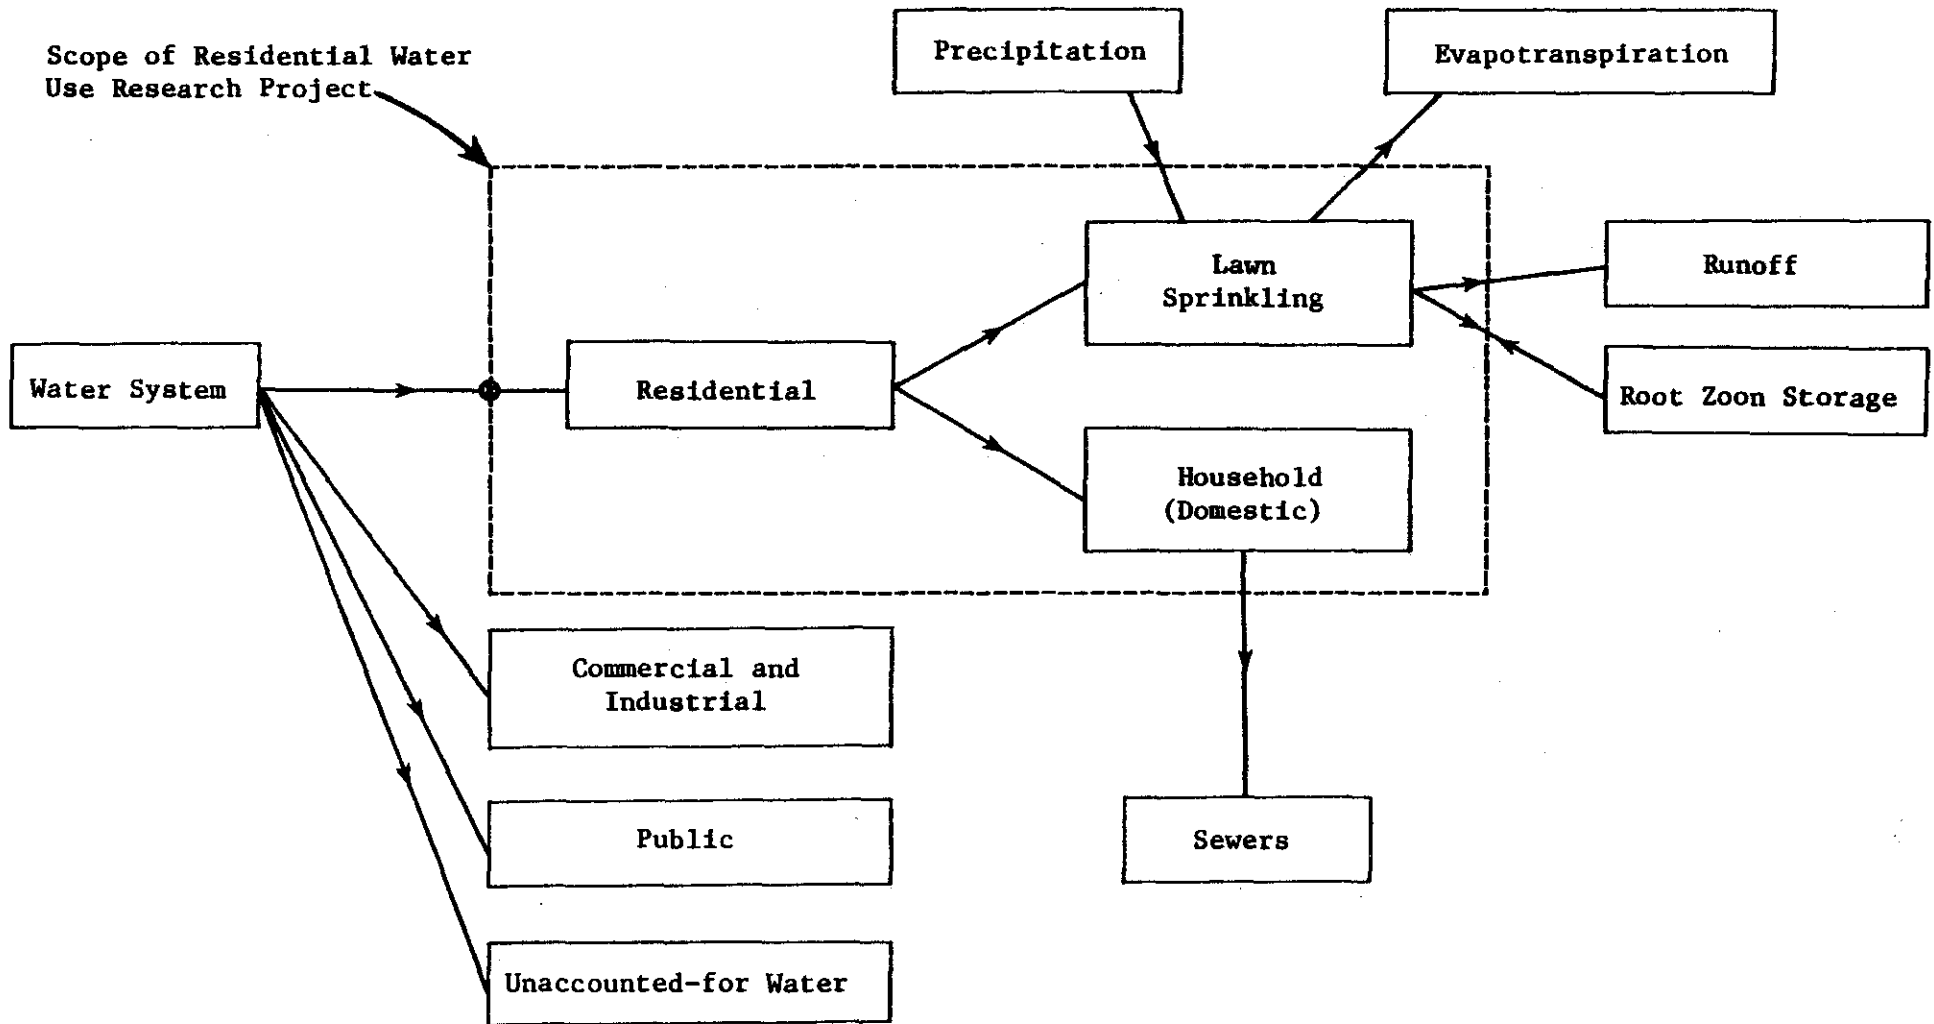 Scope of Residential Water
Use Research Project
Precipitation
Evapotranspiration
Lawn
Sprinkling
Runoff
Water System
Residential
Root Zoon Storage
Household
(Domestic)
Commercial and
Industrial
Public
Sewers
Unaccounted-for Water